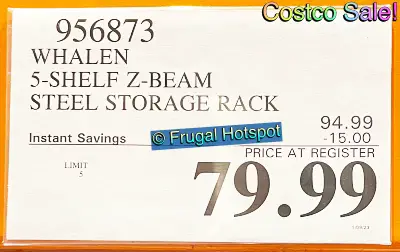 Costco Sale!
956873
WHALEN
5-SHELF Z-BEAM
STEEL STORAGE RACK
94.99
Instant Savings
-15.00
© Frugal Hotspot
PRICE AT REGISTER
LIMIT
5
79.99